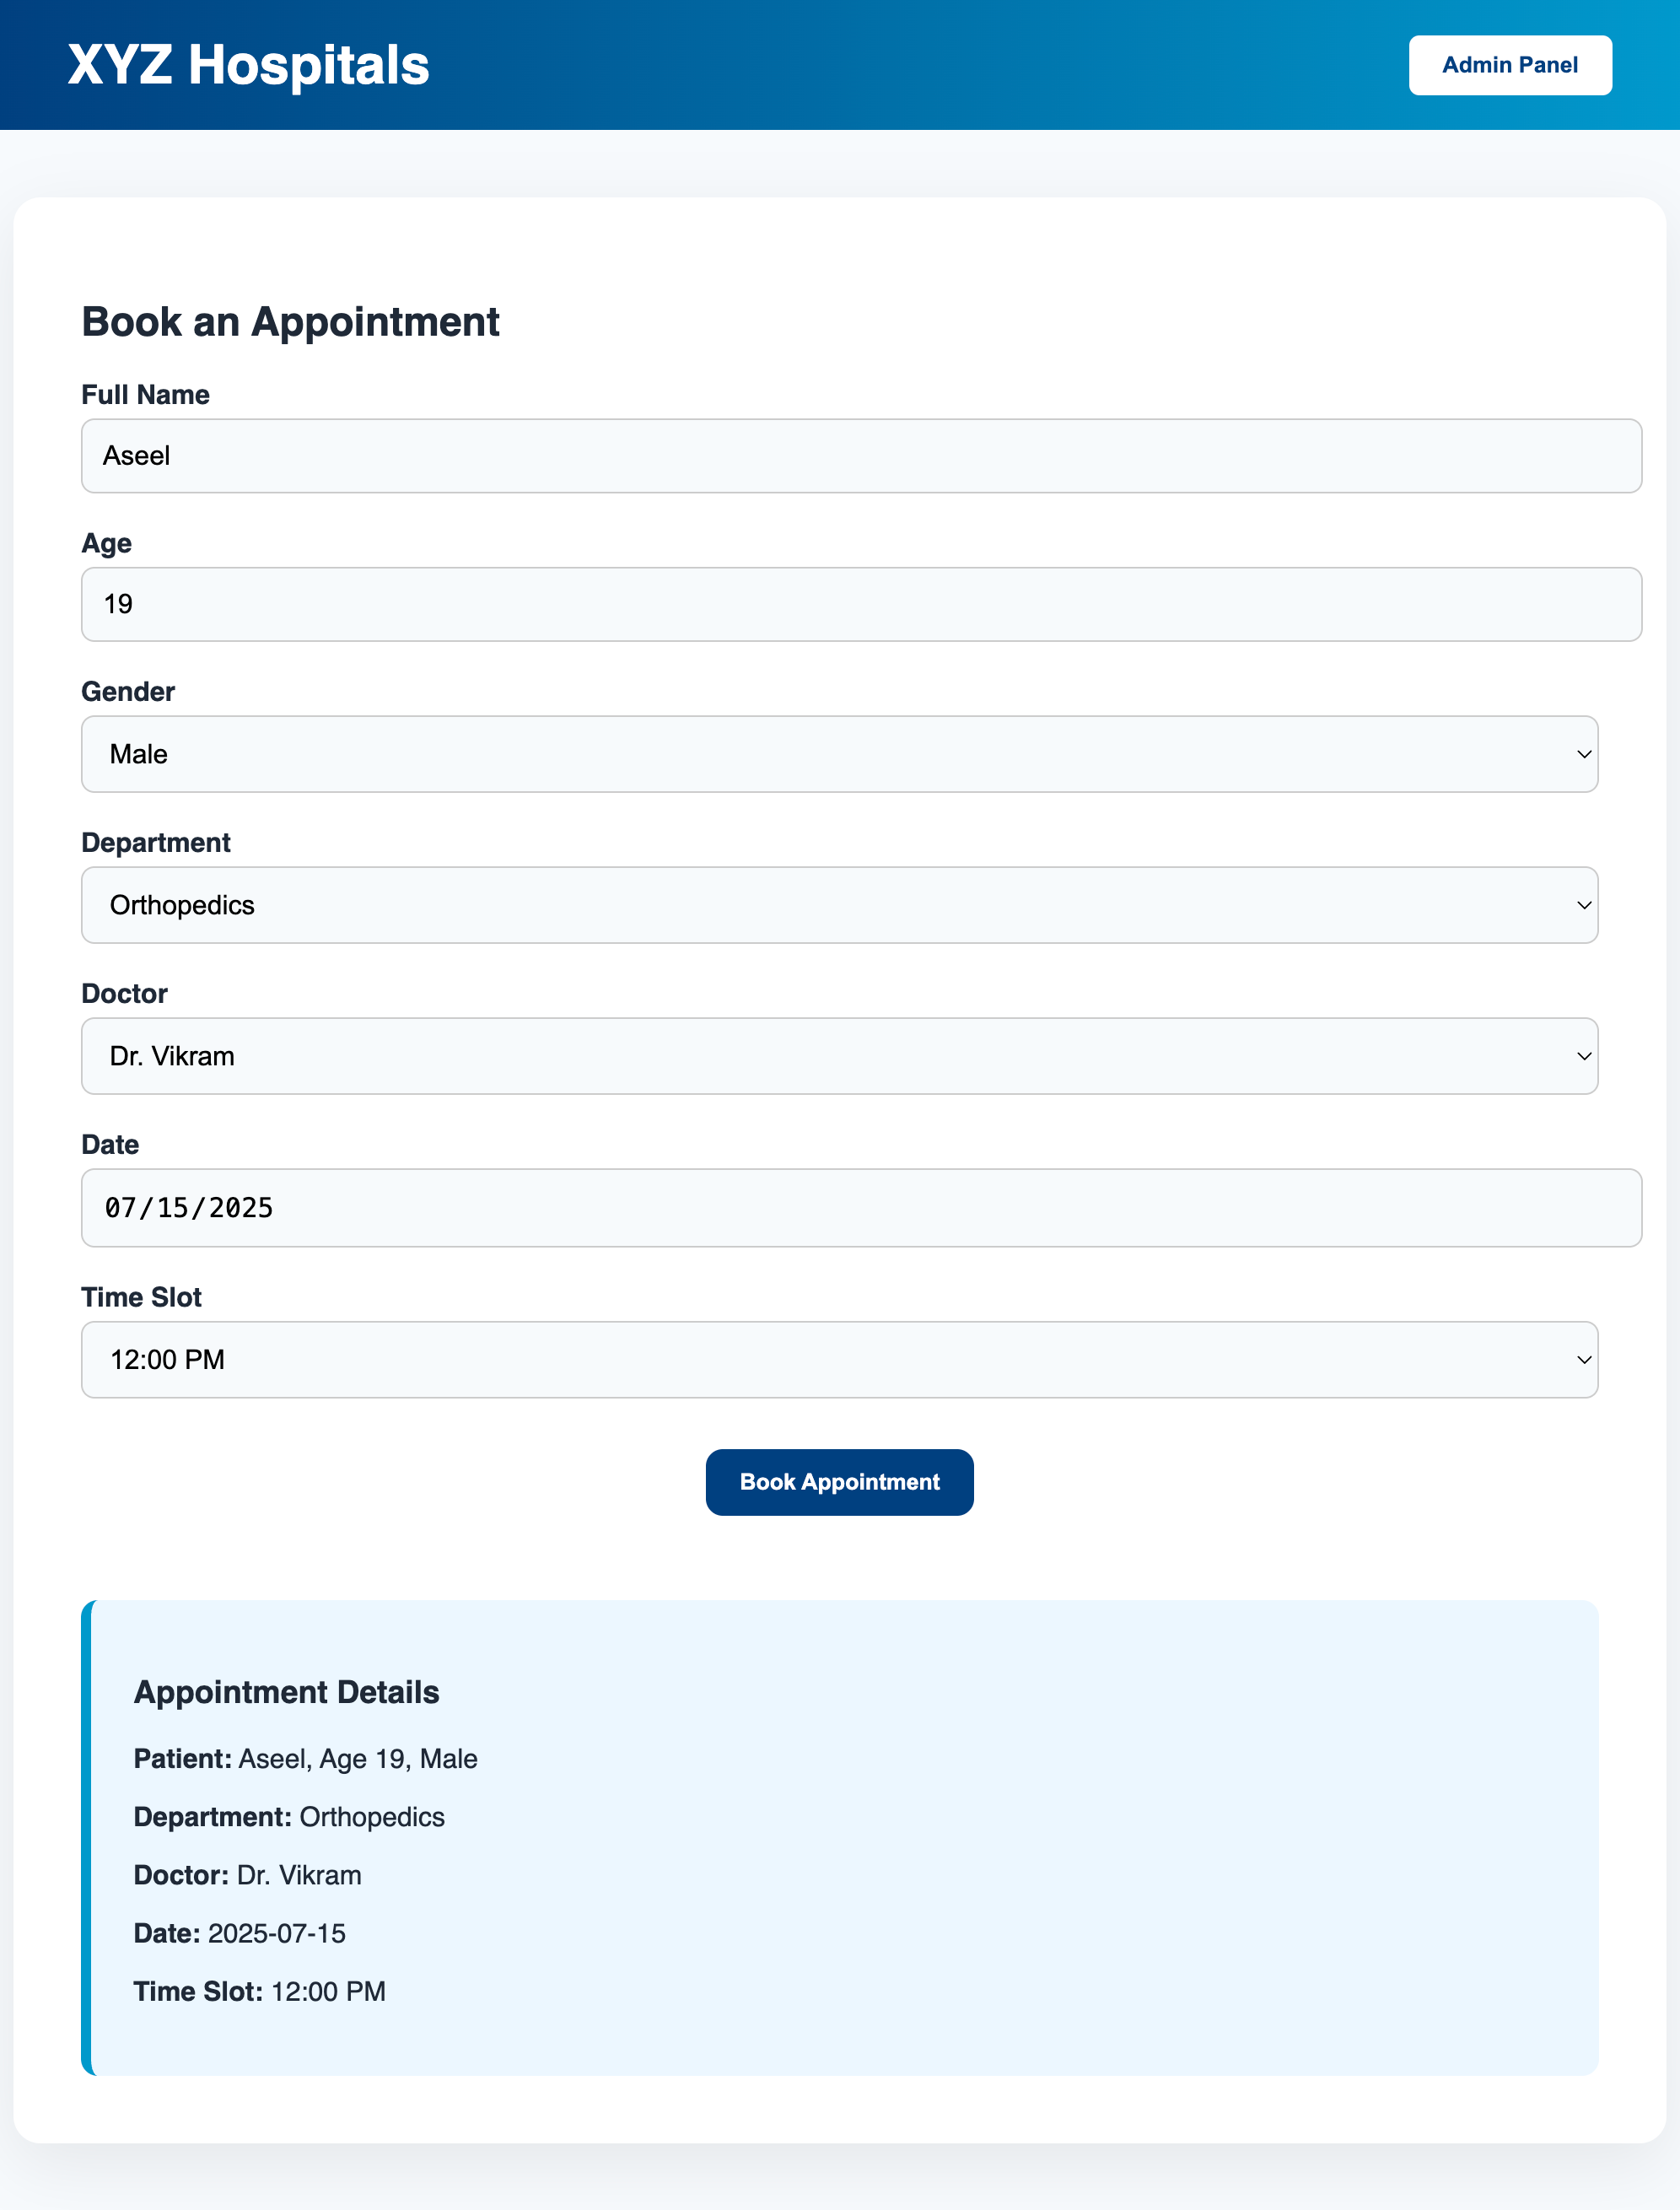 XYZ Hospitals
Admin Panel
Book an Appointment
Full Name
Aseel
Age
19
Gender
Male
Department
Orthopedics
Doctor
Dr. Vikram
Date
07/15/2025
Time Slot
12:00 PM
Book Appointment
Appointment Details
Patient: Aseel, Age 19, Male
Department: Orthopedics
Doctor: Dr. Vikram
Date: 2025-07-15
Time Slot: 12:00 PM